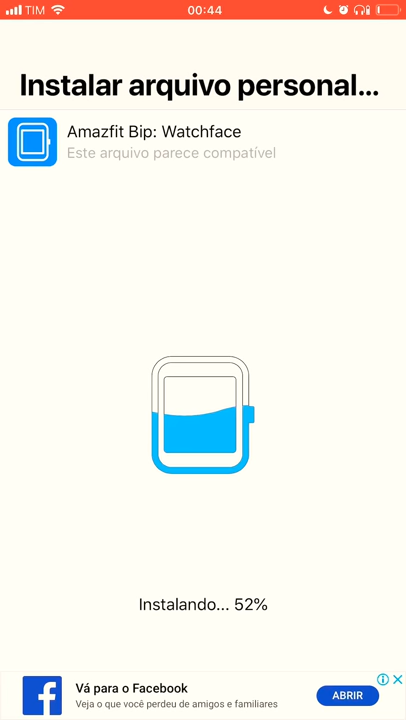 TIM 00:44
Instalar arquivo personal...
Amazfit Bip: Watchface
Este arquivo parece compatível
Instalando... 52%
Vá para o Facebook
Veja o que você perdeu de amigos e familiares
ABRIR